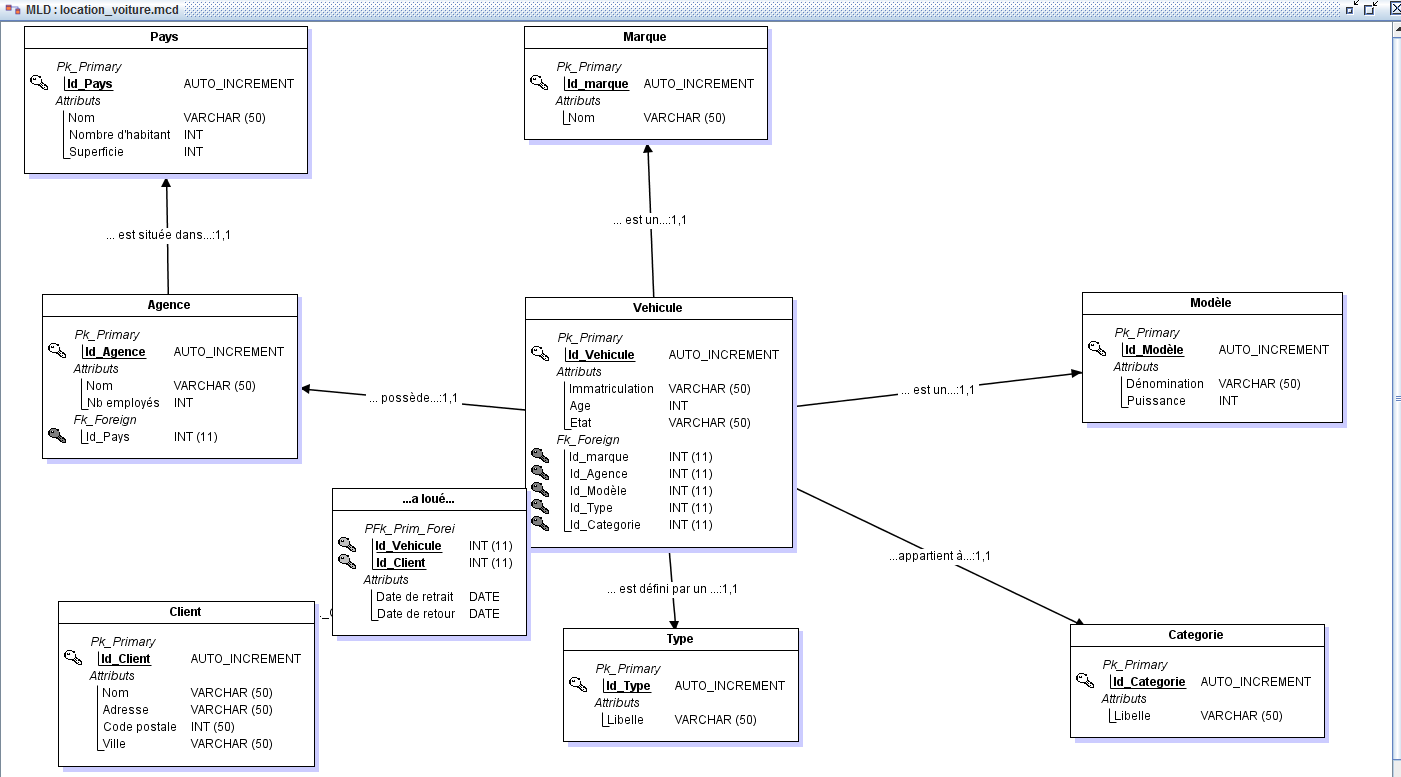 MLD : location_voiture.mcd
Pays
Pk_Primary
Id_Pays AUTO_INCREMENT
Attributs
Nom VARCHAR (50)
Nombre d'habitant INT
Superficie INT
Marque
Pk_Primary
Id_marque AUTO_INCREMENT
Attributs
Nom VARCHAR (50)
... est située dans...:1,1
... est un...:1,1
Agence
Pk_Primary
Id_Agence AUTO_INCREMENT
Attributs
Nom VARCHAR (50)
Nb employés INT
Fk_Foreign
Id_Pays INT (11)
... possède...:1,1
Vehicule
Pk_Primary
Id_Vehicule AUTO_INCREMENT
Attributs
Immatriculation VARCHAR (50)
Age INT
Etat VARCHAR (50)
Fk_Foreign
Id_marque INT (11)
Id_Agence INT (11)
Id_Modèle INT (11)
Id_Type INT (11)
Id_Categorie INT (11)
... est un...:1,1
Modèle
Pk_Primary
Id_Modèle AUTO_INCREMENT
Attributs
Dénomination VARCHAR (50)
Puissance INT
...a loué...
PFk_Prim_Forei
Id_Vehicule INT (11)
Id_Client INT (11)
Attributs
Date de retrait DATE
Date de retour DATE
...appartient à...:1,1
... est défini par un ...:1,1
Client
Pk_Primary
Id_Client AUTO_INCREMENT
Attributs
Nom VARCHAR (50)
Adresse VARCHAR (50)
Code postale INT (50)
Ville VARCHAR (50)
Type
Pk_Primary
Id_Type AUTO_INCREMENT
Attributs
Libelle VARCHAR (50)
Categorie
Pk_Primary
Id_Categorie AUTO_INCREMENT
Attributs
Libelle VARCHAR (50)